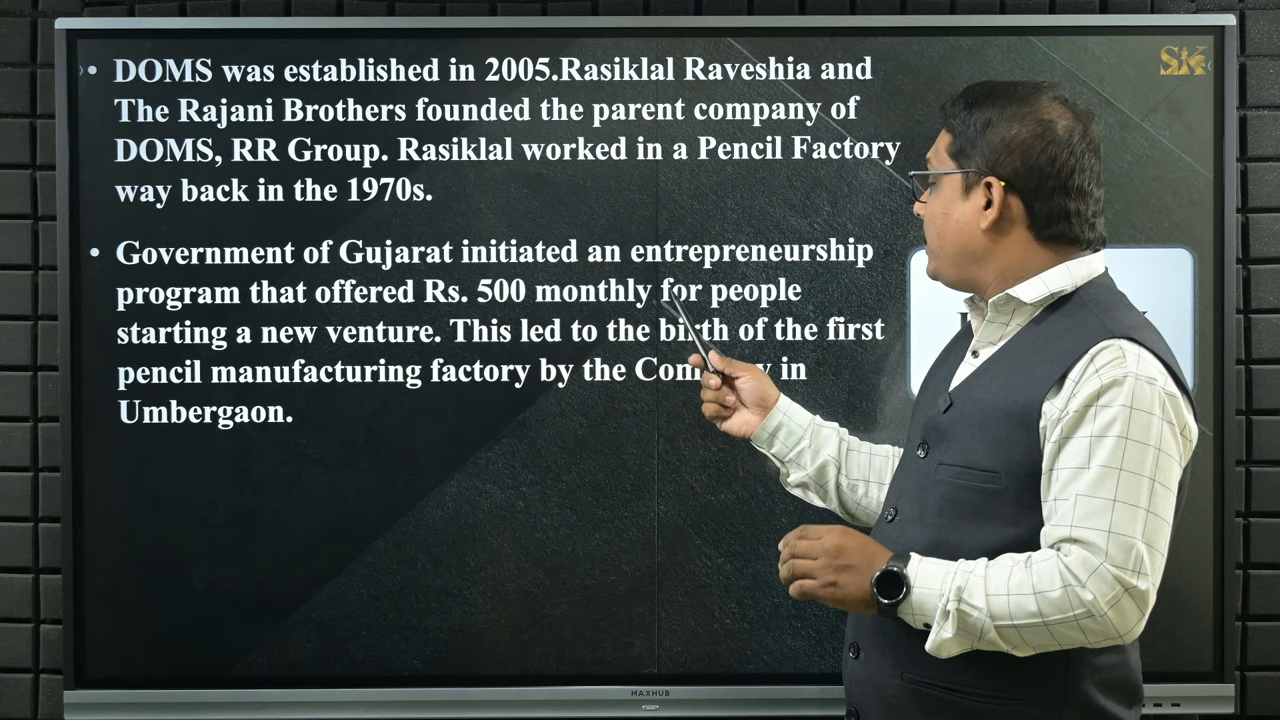 • DOMS was established in 2005.Rasiklal Raveshia and
The Rajani Brothers founded the parent company of
DOMS, RR Group. Rasiklal worked in a Pencil Factory
way back in the 1970s.
• Government of Gujarat initiated an entrepreneurship
program that offered Rs. 500 monthly for people
starting a new venture. This led to the birth of the first
pencil manufacturing factory by the in
Umbergaon.
SK
MAXHUB